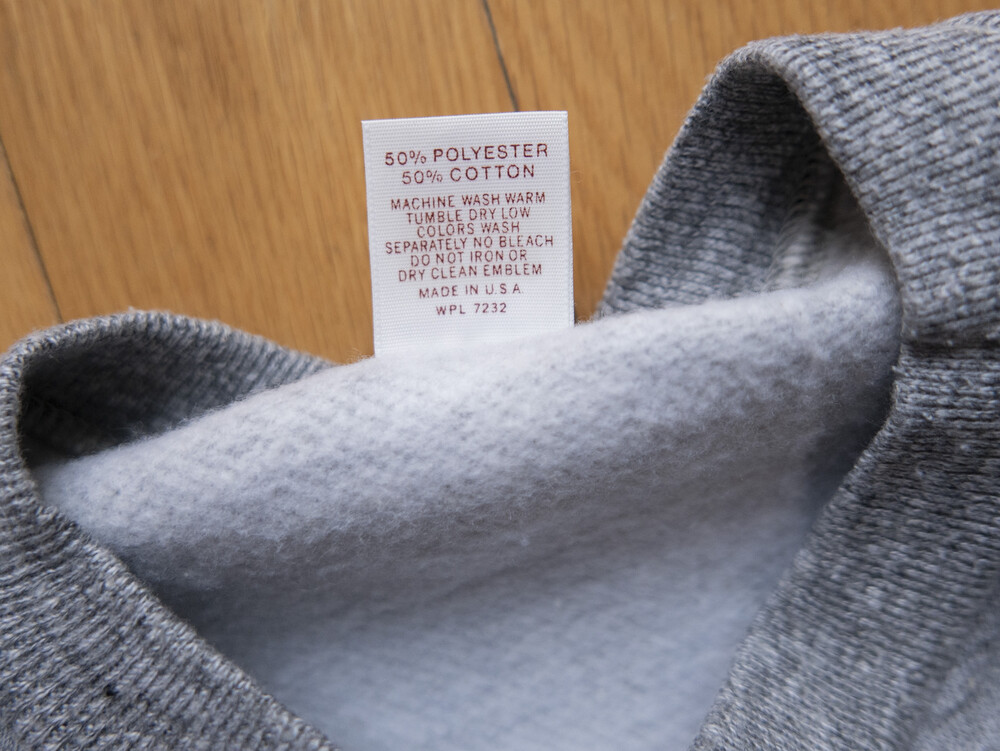 50% POLYESTER
50% COTTON
MACHINE WASH WARM
TUMBLE DRY LOW
COLORS WASH
SEPARATELY NO BLEACH
DO NOT IRON OR
DRY CLEAN EMBLEM
MADE IN U.S.A.
WPL 7232